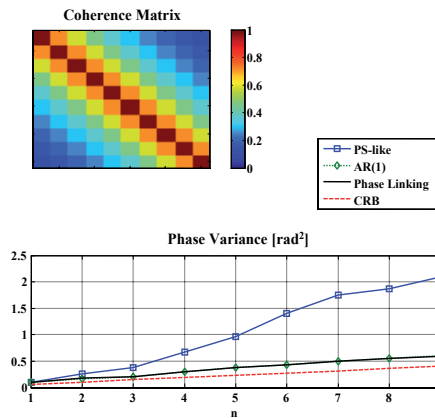 Coherence Matrix
1
0.8
0.6
0.4
0.2
0
PS-like
AR(1)
Phase Linking
CRB
Phase Variance [rad²]
2.5
2
1.5
1
0.5
0
1 2 3 4 5 6 7 8
n